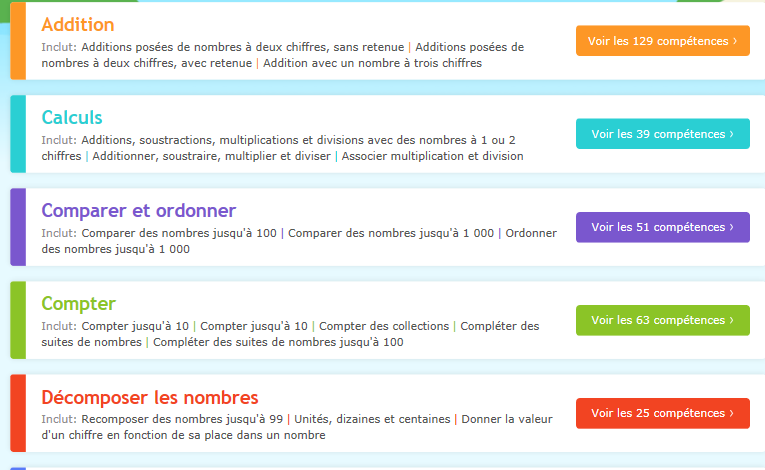 Addition
Inclut: Additions posées de nombres à deux chiffres, sans retenue | Additions posées de
nombres à deux chiffres, avec retenue | Addition avec un nombre à trois chiffres
Voir les 129 compétences ›
Calculs
Inclut: Additions, soustractions, multiplications et divisions avec des nombres à 1 ou 2
chiffres | Additionner, soustraire, multiplier et diviser | Associer multiplication et division
Voir les 39 compétences ›
Comparer et ordonner
Inclut: Comparer des nombres jusqu'à 100 | Comparer des nombres jusqu'à 1 000 | Ordonner
des nombres jusqu'à 1 000
Voir les 51 compétences ›
Compter
Inclut: Compter jusqu'à 10 | Compter jusqu'à 10 | Compter des collections | Compléter des
suites de nombres | Compléter des suites de nombres jusqu'à 100
Voir les 63 compétences ›
Décomposer les nombres
Inclut: Recomposer des nombres jusqu'à 99 | Unités, dizaines et centaines | Donner la valeur
d'un chiffre en fonction de sa place dans un nombre
Voir les 25 compétences ›